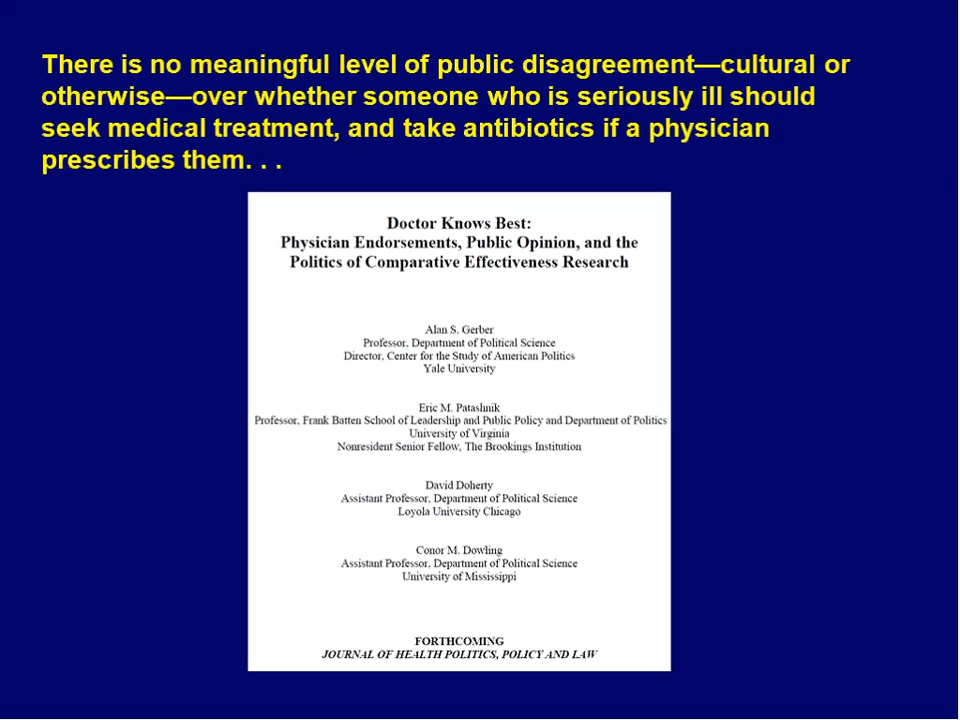 There is no meaningful level of public disagreement—cultural or
otherwise—over whether someone who is seriously ill should
seek medical treatment, and take antibiotics if a physician
prescribes them. . .
Doctor Knows Best:
Physician Endorsements, Public Opinion, and the
Politics of Comparative Effectiveness Research
Alan S. Gerber
Professor, Department of Political Science
Director, Center for the Study of American Politics
Yale University
Eric M. Patashnik
Professor, Frank Batten School of Leadership and Public Policy and Department of Politics
University of Virginia
Nonresident Senior Fellow, The Brookings Institution
David Doherty
Assistant Professor, Department of Political Science
Loyola University Chicago
Conor M. Dowling
Assistant Professor, Department of Political Science
University of Mississippi
FORTHCOMING
JOURNAL OF HEALTH POLITICS, POLICY AND LAW